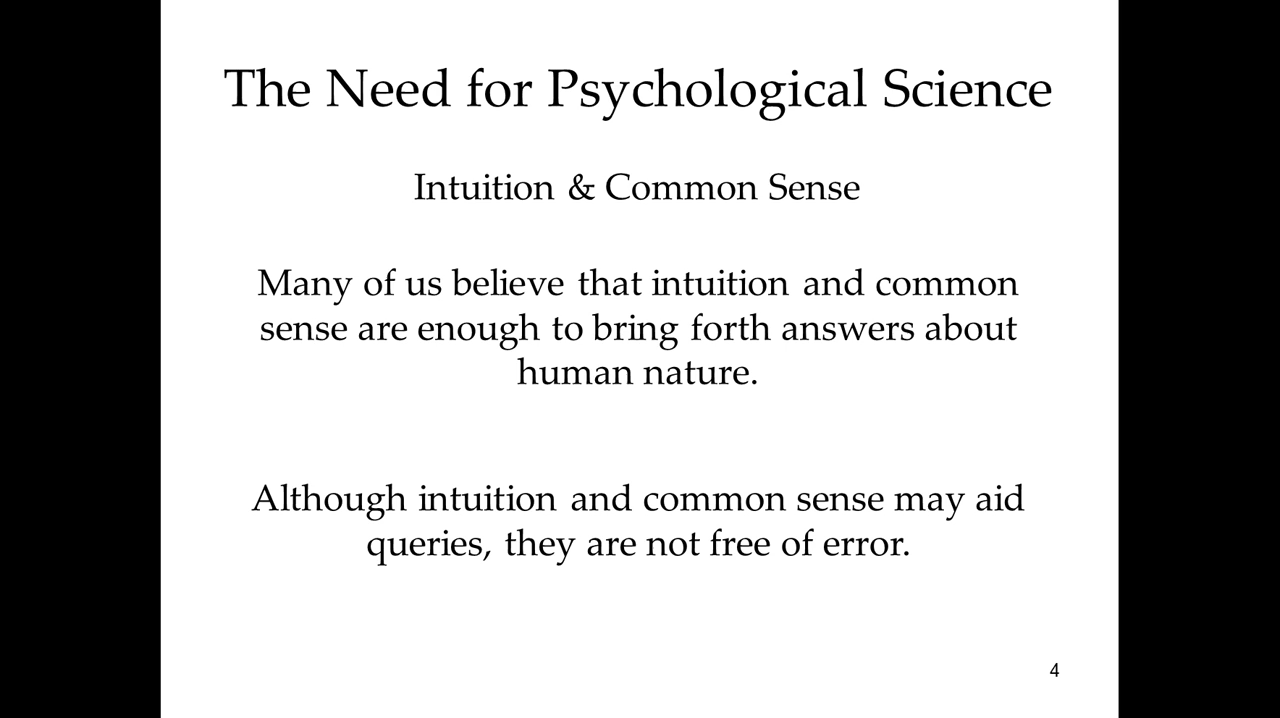 The Need for Psychological Science
Intuition & Common Sense
Many of us believe that intuition and common
sense are enough to bring forth answers about
human nature.
Although intuition and common sense may aid
queries, they are not free of error.
4